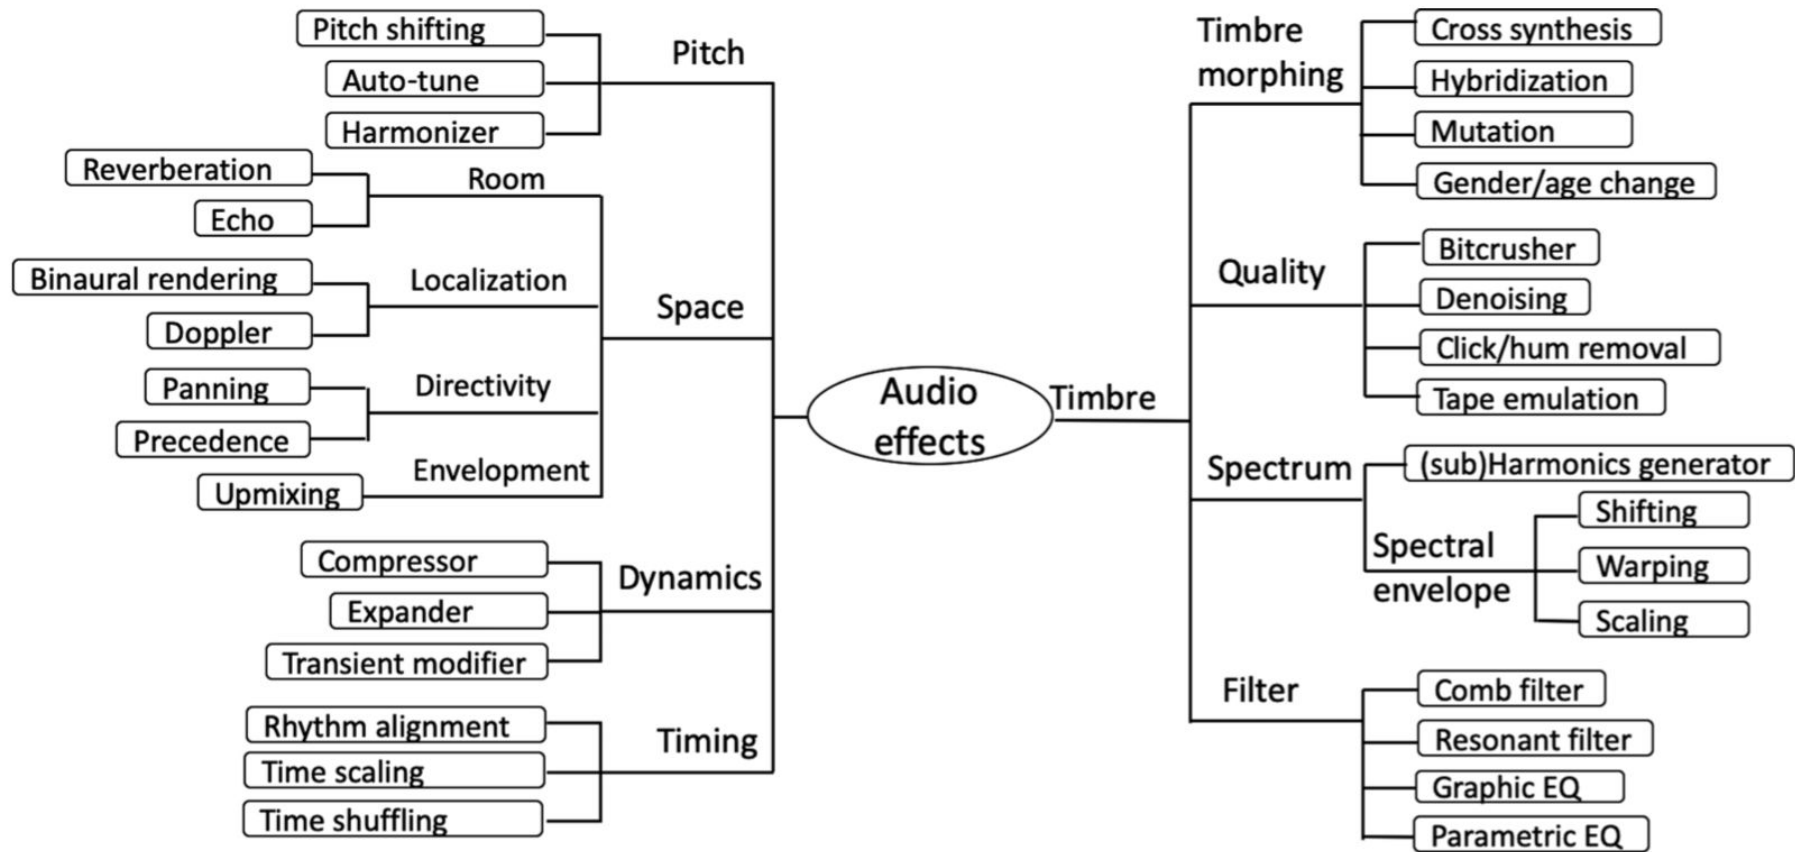 Pitch shifting
Auto-tune
Harmonizer
Pitch
Reverberation
Echo
Room
Binaural rendering
Doppler
Localization
Panning
Precedence
Directivity
Upmixing
Envelopment
Space
Compressor
Expander
Transient modifier
Dynamics
Rhythm alignment
Time scaling
Time shuffling
Timing
Audio
effects
Timbre
Timbre
morphing
Cross synthesis
Hybridization
Mutation
Gender/age change
Quality
Bitcrusher
Denoising
Click/hum removal
Tape emulation
Spectrum
(sub)Harmonics generator
Spectral
envelope
Shifting
Warping
Scaling
Filter
Comb filter
Resonant filter
Graphic EQ
Parametric EQ